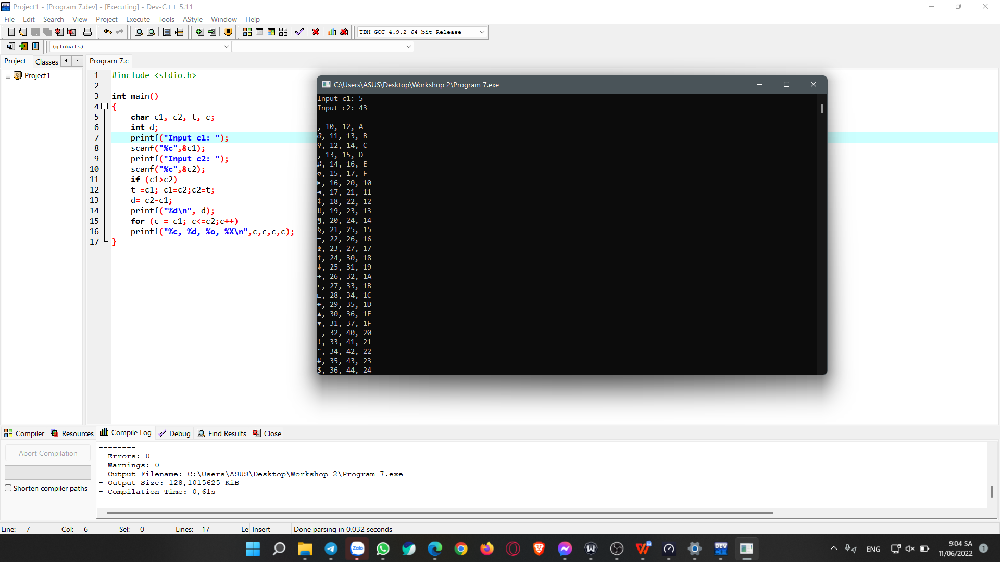 Project1 - [Program 7.dev] - [Executing] - Dev-C++ 5.11
File Edit Search View Project Execute Tools AStyle Window Help
TDM-GCC 4.9.2 64-bit Release
(globals)
Project Classes
Program 7.c
Project1
1 #include <stdio.h>
2
3 int main()
4 {
5 char c1, c2, t, c;
6 int d;
7 printf("Input c1: ");
8 scanf("%c",&c1);
9 printf("Input c2: ");
10 scanf("%c",&c2);
11 if (c1>c2)
12 t =c1; c1=c2;c2=t;
13 d= c2-c1;
14 printf("%d\n", d);
15 for (c = c1; c<=c2;c++)
16 printf("%c, %d, %o, %X\n",c,c,c,c);
17 }
C:\Users\ASUS\Desktop\Workshop 2\Program 7.exe
Input c1: 5
Input c2: 43
, 10, 12, A
♂, 11, 13, B
♀, 12, 14, C
, 13, 15, D
♬, 14, 16, E
☼, 15, 17, F
►, 16, 20, 10
◄, 17, 21, 11
↕, 18, 22, 12
‼, 19, 23, 13
¶, 20, 24, 14
§, 21, 25, 15
▬, 22, 26, 16
↨, 23, 27, 17
↑, 24, 30, 18
↓, 25, 31, 19
→, 26, 32, 1A
←, 27, 33, 1B
∟, 28, 34, 1C
↔, 29, 35, 1D
▲, 30, 36, 1E
▼, 31, 37, 1F
, 32, 40, 20
!, 33, 41, 21
", 34, 42, 22
#, 35, 43, 23
$, 36, 44, 24
Compiler Resources Compile Log Debug Find Results Close
Abort Compilation
Shorten compiler paths
--------
- Errors: 0
- Warnings: 0
- Output Filename: C:\Users\ASUS\Desktop\Workshop 2\Program 7.exe
- Output Size: 128,1015625 KiB
- Compilation Time: 0,61s
Line: 7 Col: 6 Sel: 0 Lines: 17 Le Insert Done parsing in 0,032 seconds
Zalo
DEV
ENG
9:04 SA
11/06/2022
1